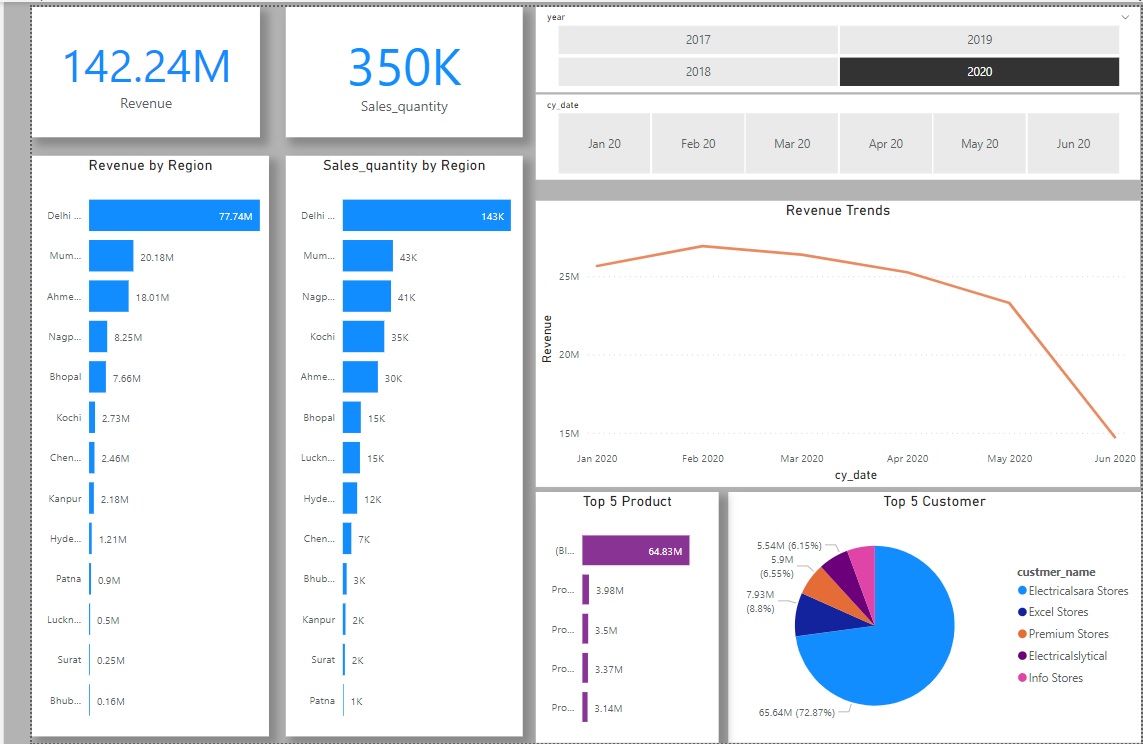 142.24M
Revenue
350K
Sales_quantity
year
2017
2019
2018
2020
cy_date
Jan 20
Feb 20
Mar 20
Apr 20
May 20
Jun 20
Revenue by Region
Delhi ...
77.74M
Mum...
20.18M
Ahme...
18.01M
Nagp...
8.25M
Bhopal
7.66M
Kochi
2.73M
Chen...
2.46M
Kanpur
2.18M
Hyde...
1.21M
Patna
0.9M
Luckn...
0.5M
Surat
0.25M
Bhub...
0.16M
Sales_quantity by Region
Delhi ...
143K
Mum...
43K
Nagp...
41K
Kochi
35K
Ahme...
30K
Bhopal
15K
Luckn...
15K
Hyde...
12K
Chen...
7K
Bhub...
3K
Kanpur
2K
Surat
2K
Patna
1K
Revenue Trends
Revenue
25M
20M
15M
Jan 2020
Feb 2020
Mar 2020
Apr 2020
May 2020
Jun 2020
cy_date
Top 5 Product
(Bl...
64.83M
Pro...
3.98M
Pro...
3.5M
Pro...
3.37M
Pro...
3.14M
Top 5 Customer
5.54M (6.15%)
5.9M
(6.55%)
7.93M
(8.8%)
65.64M (72.87%)
custmer_name
Electricalsara Stores
Excel Stores
Premium Stores
Electricalslytical
Info Stores